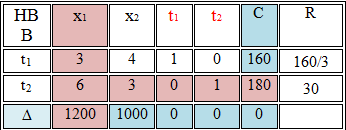 HB B x₁ x₂ t₁ t₂ C R
t₁ 3 4 1 0 160 160/3
t₂ 6 3 0 1 180 30
Δ 1200 1000 0 0 0